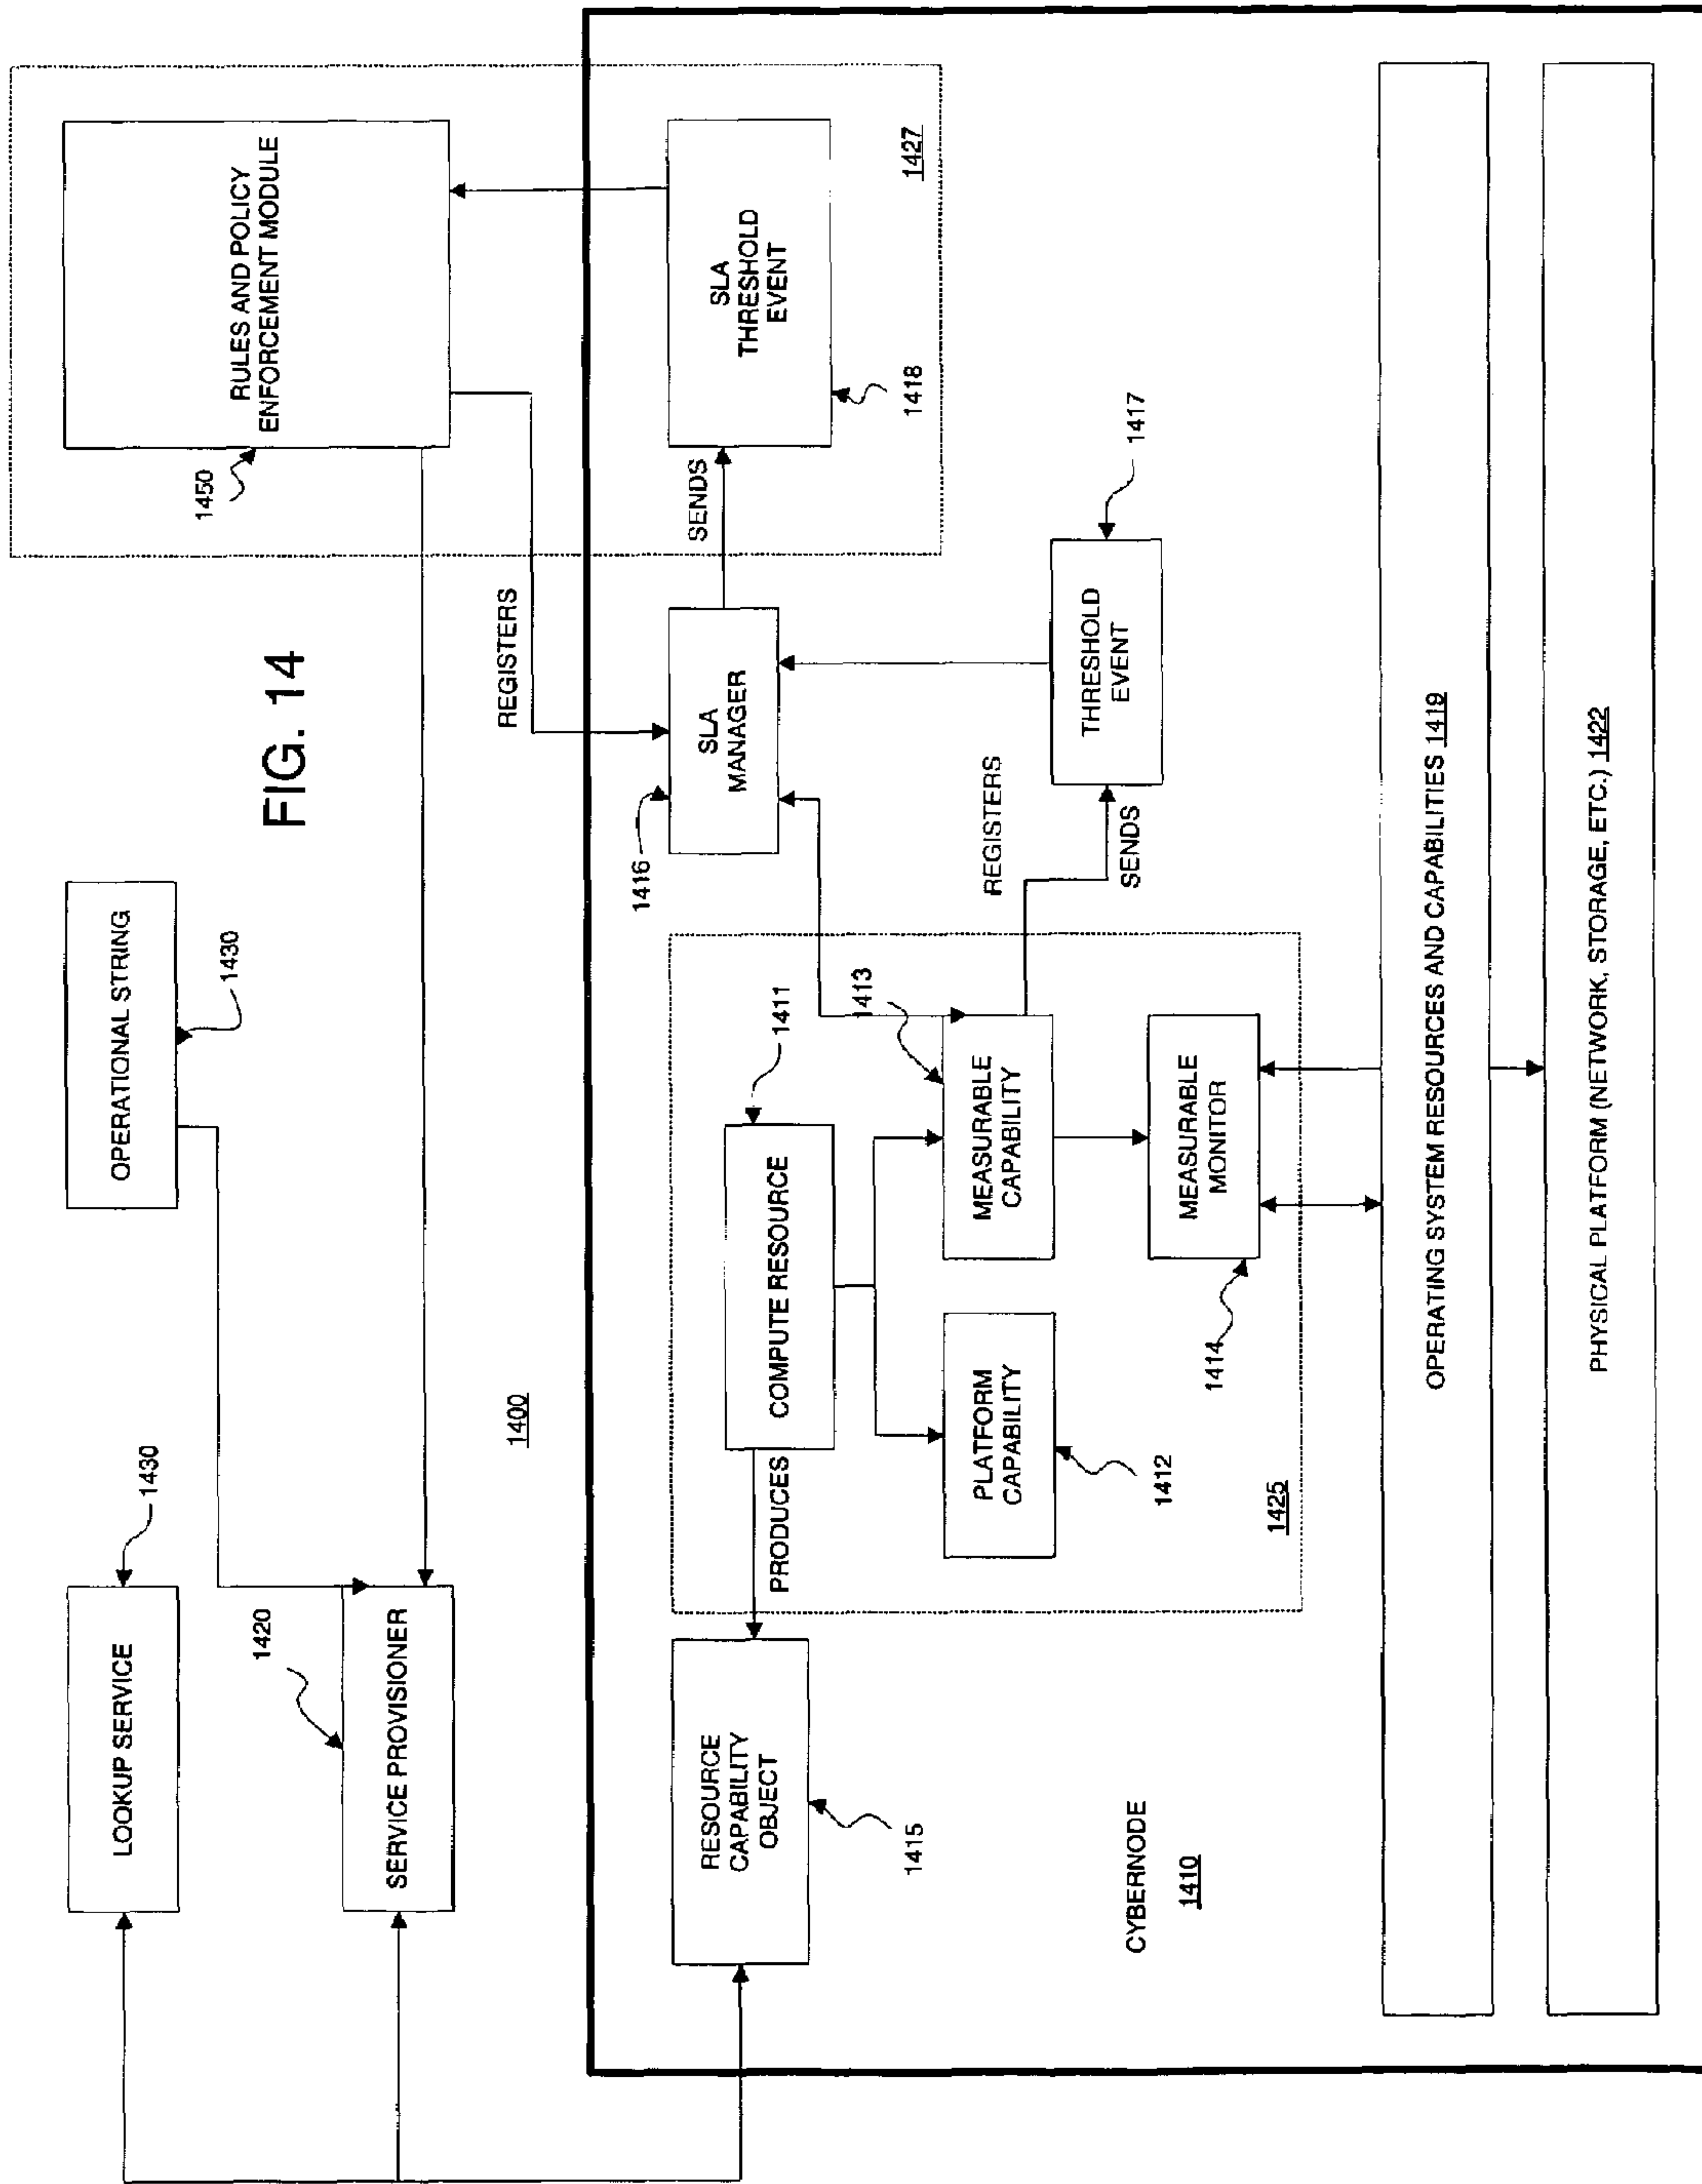 FIG. 14
LOOKUP SERVICE
1430
OPERATIONAL STRING
1430
RULES AND POLICY
ENFORCEMENT MODULE
1450
1420
SERVICE PROVISIONER
1400
REGISTERS
RESOURCE
CAPABILITY
OBJECT
1415
PRODUCES
COMPUTE RESOURCE
1411
1416
SLA
MANAGER
SENDS
SLA
THRESHOLD
EVENT
1418
1427
PLATFORM
CAPABILITY
1412
1413
MEASURABLE
CAPABILITY
REGISTERS
SENDS
THRESHOLD
EVENT
1417
MEASURABLE
MONITOR
1414
1425
CYBERNODE
1410
OPERATING SYSTEM RESOURCES AND CAPABILITIES 1419
PHYSICAL PLATFORM (NETWORK, STORAGE, ETC.) 1422